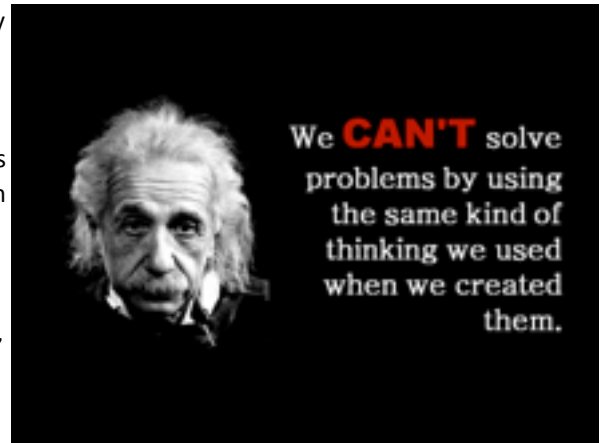 We CAN'T solve
problems by using
the same kind of
thinking we used
when we created
them.